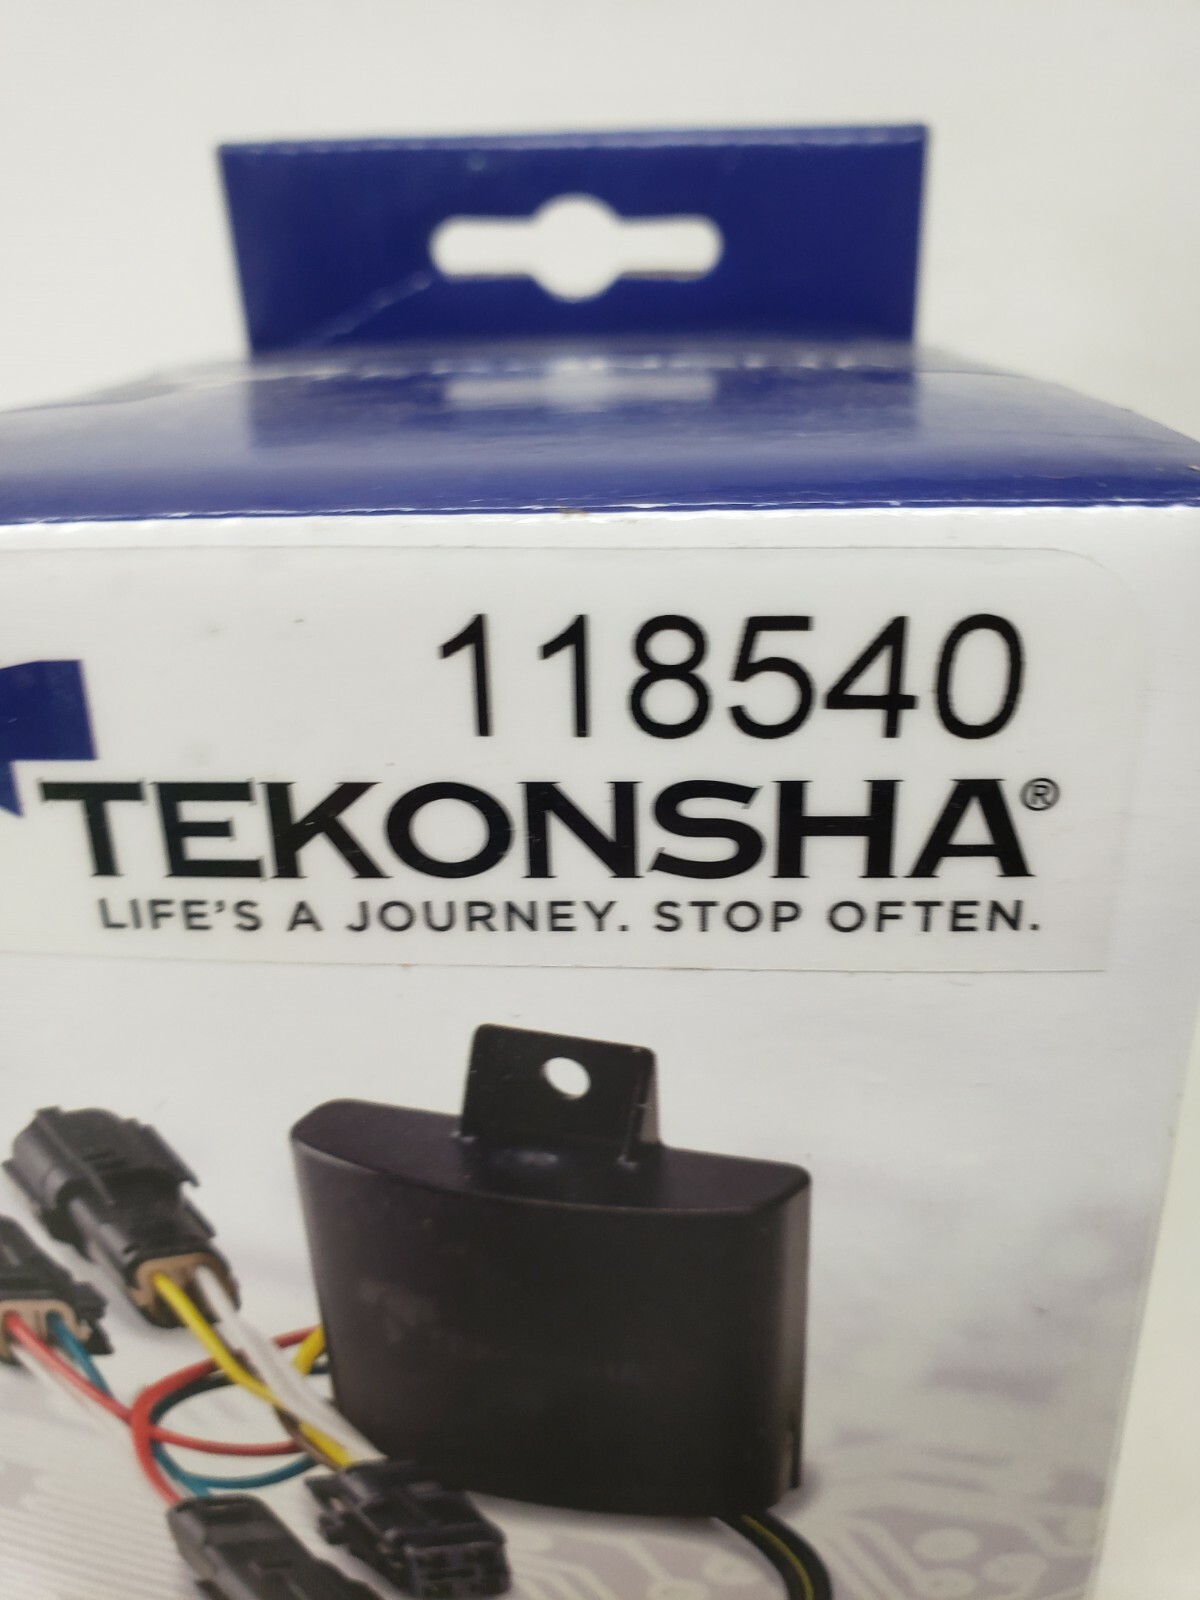 118540
TEKONSHA®
LIFE'S A JOURNEY. STOP OFTEN.